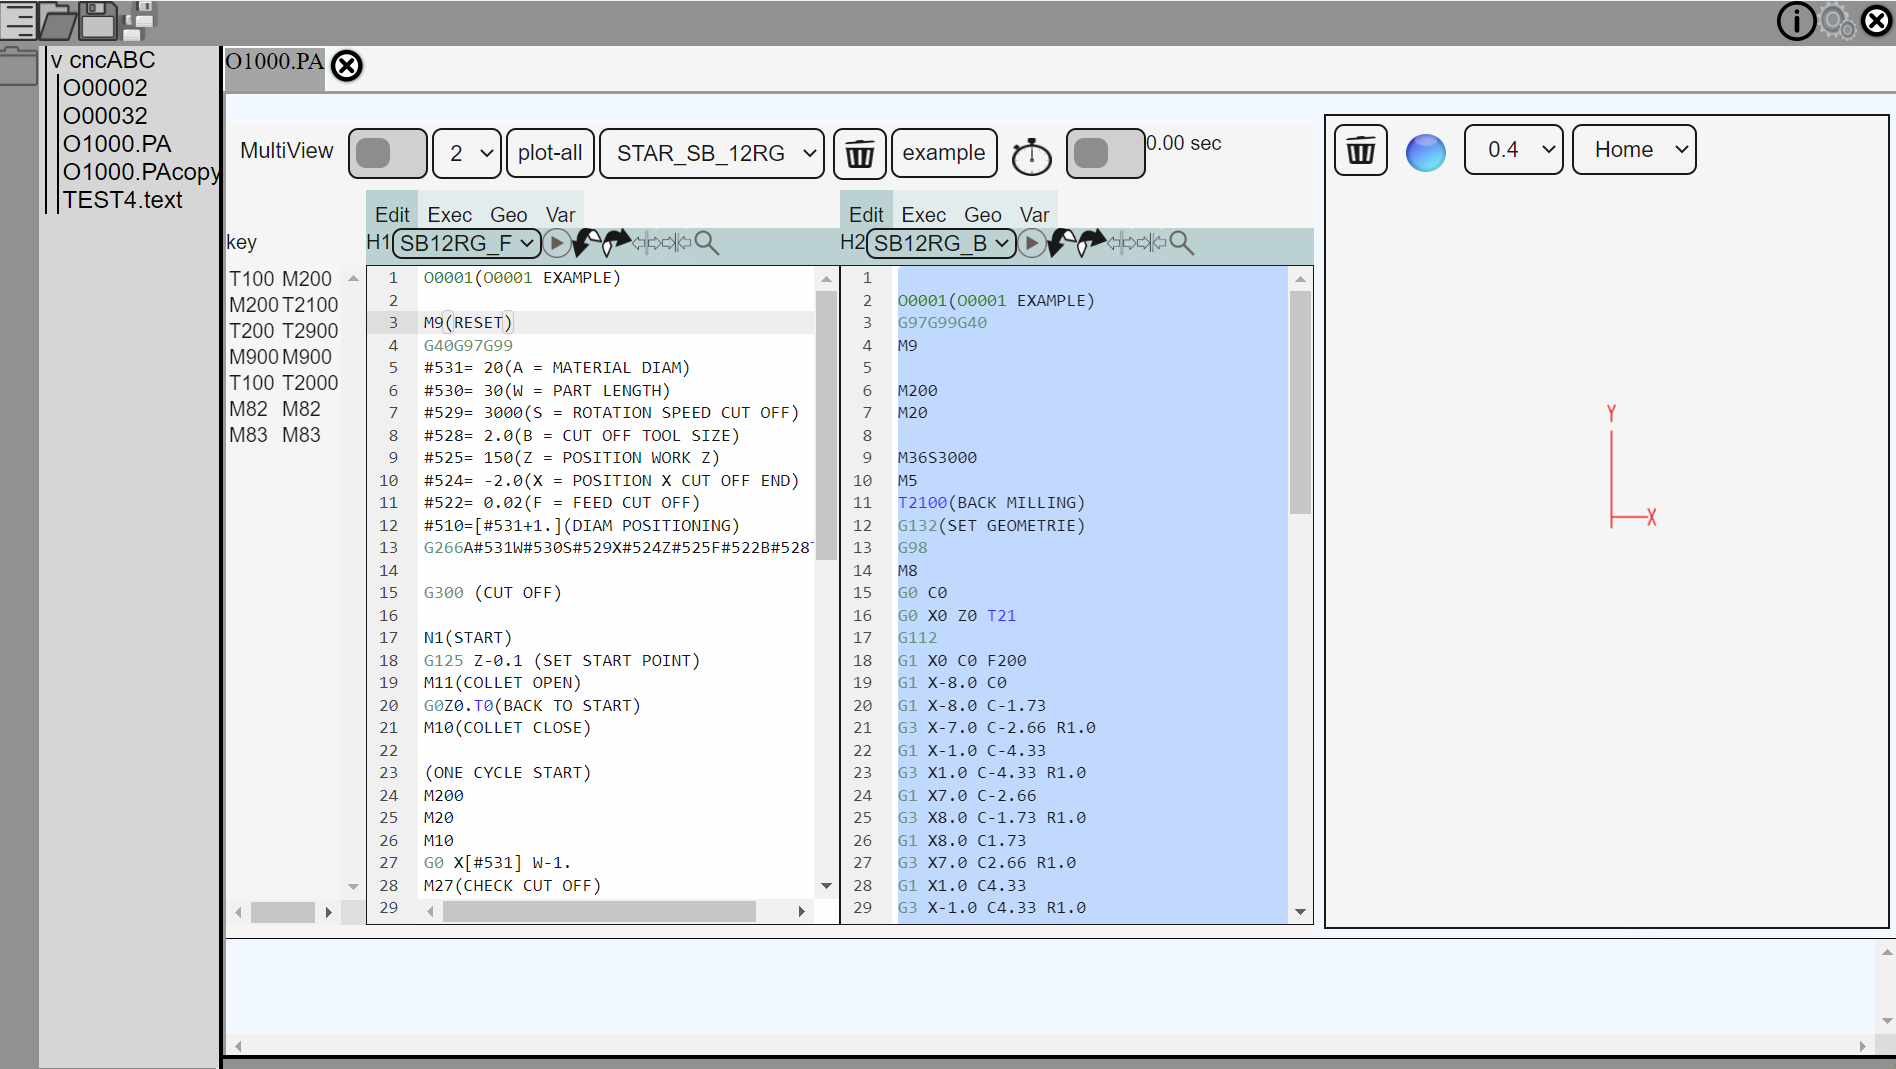 v cncABC
O00002
O00032
O1000.PA
O1000.PAcopy
TEST4.text
O1000.PA
MultiView
2
plot-all
STAR_SB_12RG
example
0.00 sec
0.4
Home
Edit Exec Geo Var
Edit Exec Geo Var
key
H1 SB12RG_F
H2 SB12RG_B
T100 M200
M200 T2100
T200 T2900
M900 M900
T100 T2000
M82 M82
M83 M83
1 O0001(O0001 EXAMPLE)
2
3 M9(RESET)
4 G40G97G99
5 #531= 20(A = MATERIAL DIAM)
6 #530= 30(W = PART LENGTH)
7 #529= 3000(S = ROTATION SPEED CUT OFF)
8 #528= 2.0(B = CUT OFF TOOL SIZE)
9 #525= 150(Z = POSITION WORK Z)
10 #524= -2.0(X = POSITION X CUT OFF END)
11 #522= 0.02(F = FEED CUT OFF)
12 #510=[#531+1.](DIAM POSITIONING)
13 G266A#531W#530S#529X#524Z#525F#522B#528
14
15 G300 (CUT OFF)
16
17 N1(START)
18 G125 Z-0.1 (SET START POINT)
19 M11(COLLET OPEN)
20 G0Z0.T0(BACK TO START)
21 M10(COLLET CLOSE)
22
23 (ONE CYCLE START)
24 M200
25 M20
26 M10
27 G0 X[#531] W-1.
28 M27(CHECK CUT OFF)
29
1
2 O0001(O0001 EXAMPLE)
3 G97G99G40
4 M9
5
6 M200
7 M20
8
9 M36S3000
10 M5
11 T2100(BACK MILLING)
12 G132(SET GEOMETRIE)
13 G98
14 M8
15 G0 C0
16 G0 X0 Z0 T21
17 G112
18 G1 X0 C0 F200
19 G1 X-8.0 C0
20 G1 X-8.0 C-1.73
21 G3 X-7.0 C-2.66 R1.0
22 G1 X-1.0 C-4.33
23 G3 X1.0 C-4.33 R1.0
24 G1 X7.0 C-2.66
25 G3 X8.0 C-1.73 R1.0
26 G1 X8.0 C1.73
27 G3 X7.0 C2.66 R1.0
28 G1 X1.0 C4.33
29 G3 X-1.0 C4.33 R1.0
Y
X